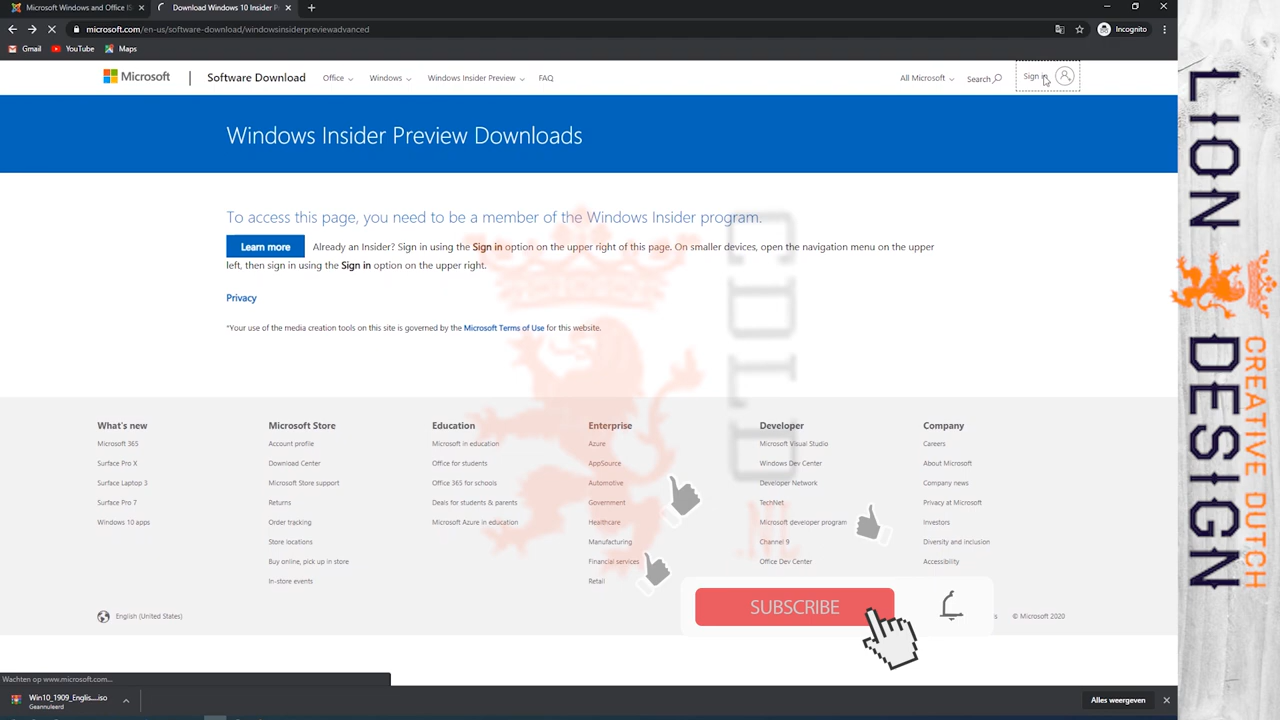 Microsoft Windows and Office IS
Download Windows 10 Insider P
microsoft.com/en-us/software-download/windowsinsiderpreviewadvanced
Incognito
Gmail
YouTube
Maps
Microsoft
Software Download
Office
Windows
Windows Insider Preview
FAQ
All Microsoft
Search
Sign in
Windows Insider Preview Downloads
To access this page, you need to be a member of the Windows Insider program.
Learn more
Already an Insider? Sign in using the Sign in option on the upper right of this page. On smaller devices, open the navigation menu on the upper
left, then sign in using the Sign in option on the upper right.
Privacy
*Your use of the media creation tools on this site is governed by the Microsoft Terms of Use for this website.
What's new
Microsoft 365
Surface Pro X
Surface Laptop 3
Surface Pro 7
Windows 10 apps
Microsoft Store
Account profile
Download Center
Microsoft Store support
Returns
Order tracking
Store locations
Buy online, pick up in store
In-store events
Education
Microsoft in education
Office for students
Office 365 for schools
Deals for students & parents
Microsoft Azure in education
Enterprise
Azure
AppSource
Automotive
Government
Healthcare
Manufacturing
Financial services
Retail
Developer
Microsoft Visual Studio
Windows Dev Center
Developer Network
TechNet
Microsoft developer program
Channel 9
Office Dev Center
Company
Careers
About Microsoft
Company news
Privacy at Microsoft
Investors
Diversity and inclusion
Accessibility
English (United States)
© Microsoft 2020
SUBSCRIBE
Wachten op www.microsoft.com...
Win10_1909_Englis....iso
Geannuleerd
Alles weergeven
LION
DESIGN
CREATIVE DUTCH